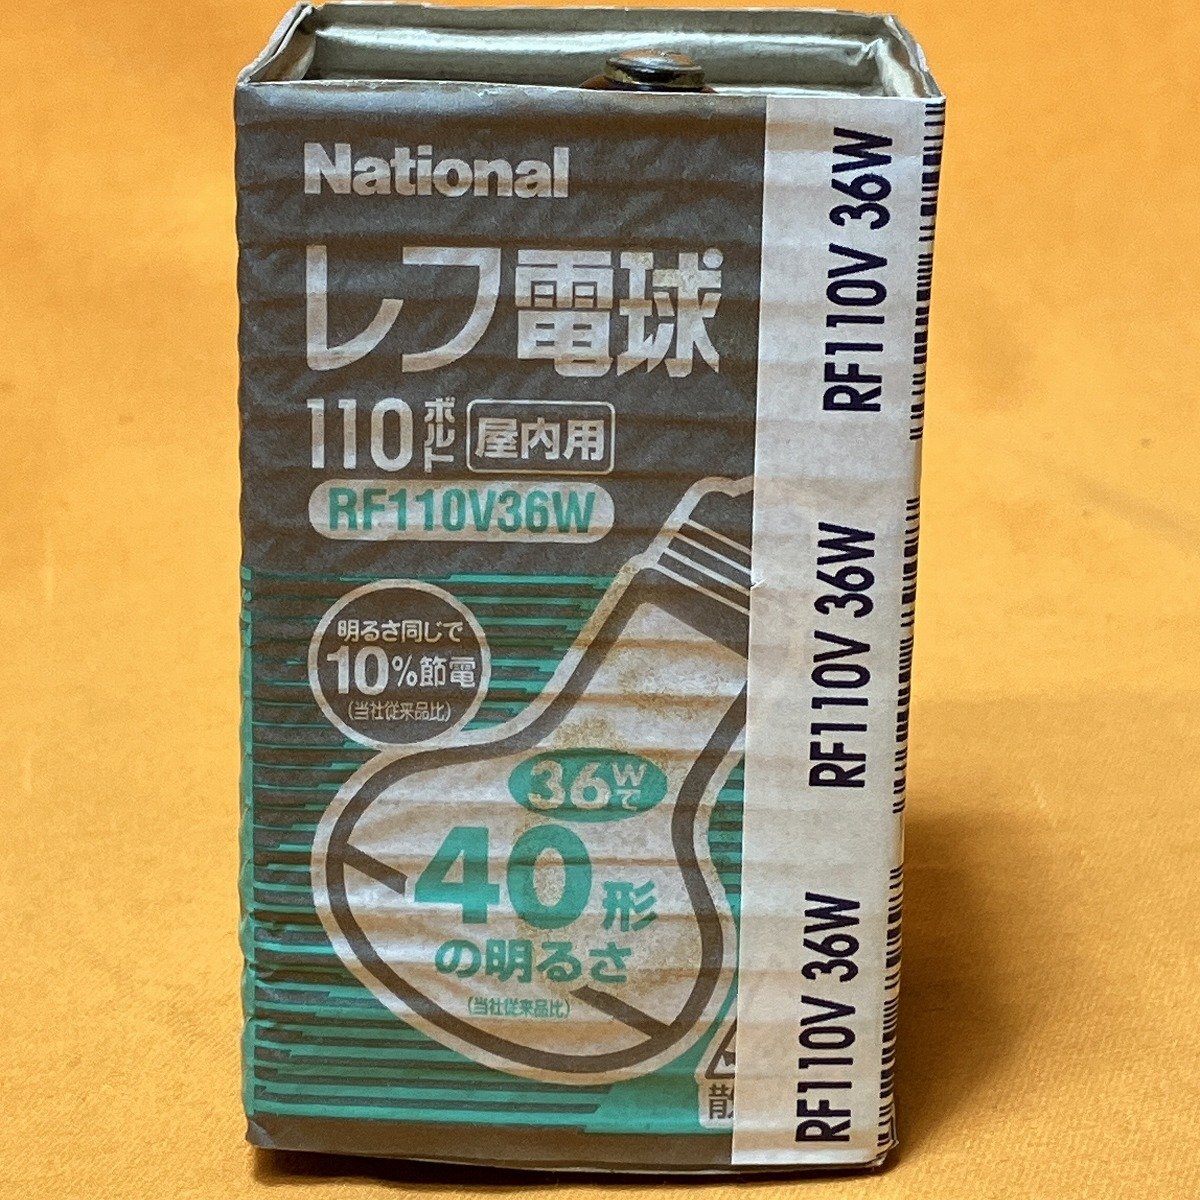 National
レフ電球
110ボルト 屋内用
RF110V36W
明るさ同じで
10%節電
(当社従来品比)
36Wで
40形
の明るさ
(当社従来品比)
散
RF110V 36W
RF110V 36W
RF110V 36W